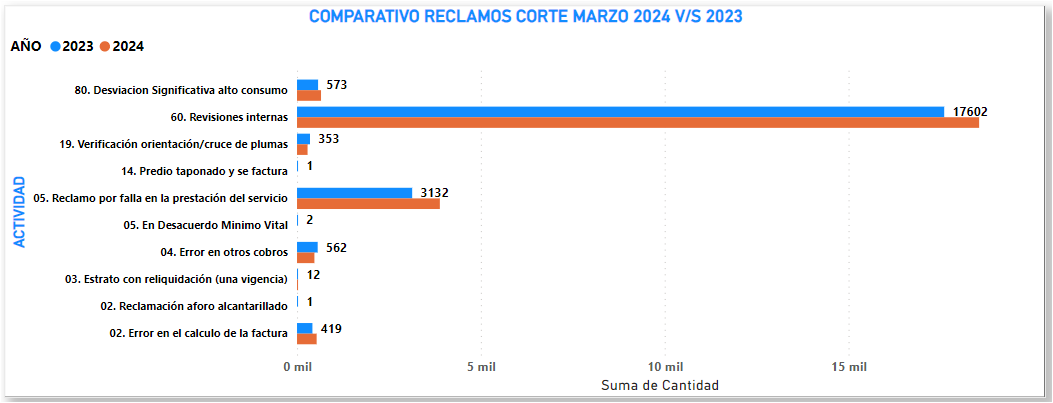 COMPARATIVO RECLAMOS CORTE MARZO 2024 V/S 2023
AÑO 2023 2024
80. Desviacion Significativa alto consumo 573
60. Revisiones internas 17602
19. Verificación orientación/cruce de plumas 353
14. Predio taponado y se factura 1
05. Reclamo por falla en la prestación del servicio 3132
05. En Desacuerdo Minimo Vital 2
04. Error en otros cobros 562
03. Estrato con reliquidación (una vigencia) 12
02. Reclamación aforo alcantarillado 1
02. Error en el calculo de la factura 419
ACTIVIDAD
0 mil 5 mil 10 mil 15 mil
Suma de Cantidad